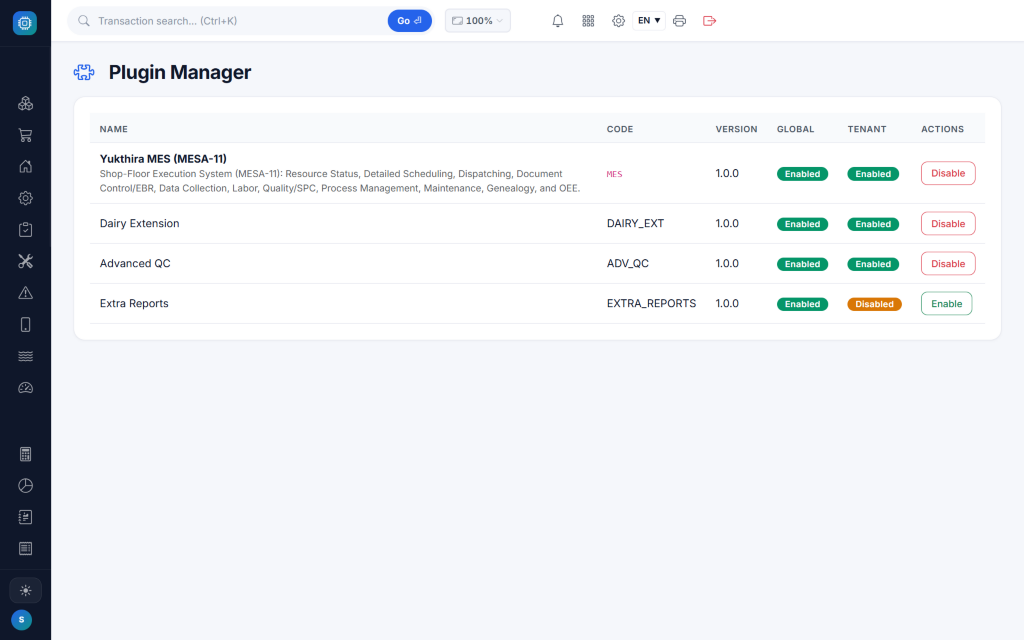 Transaction search... (Ctrl+K)
Go
100%
EN ▼
Plugin Manager
NAME CODE VERSION GLOBAL TENANT ACTIONS
Yukthira MES (MESA-11)
Shop-Floor Execution System (MESA-11): Resource Status, Detailed Scheduling, Dispatching, Document
Control/EBR, Data Collection, Labor, Quality/SPC, Process Management, Maintenance, Genealogy, and OEE.
MES 1.0.0 Enabled Enabled Disable
Dairy Extension DAIRY_EXT 1.0.0 Enabled Enabled Disable
Advanced QC ADV_QC 1.0.0 Enabled Enabled Disable
Extra Reports EXTRA_REPORTS 1.0.0 Enabled Disabled Enable
S